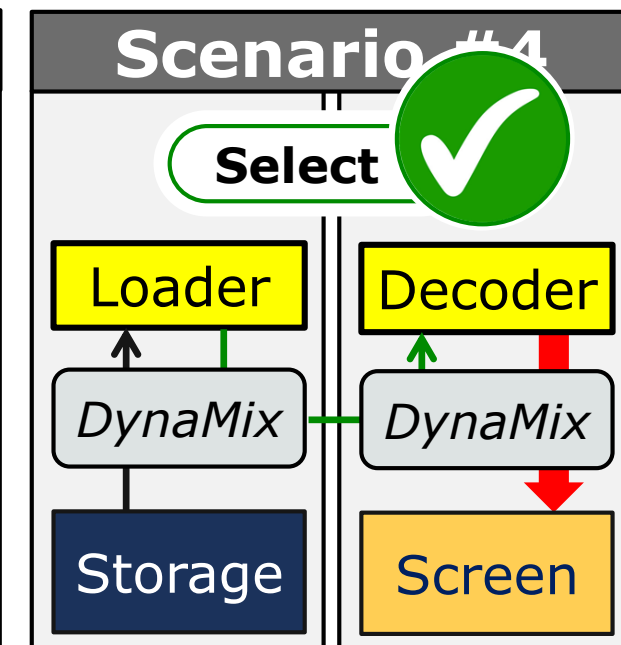 Scenario #4
Select
Loader
Decoder
DynaMix
DynaMix
Storage
Screen